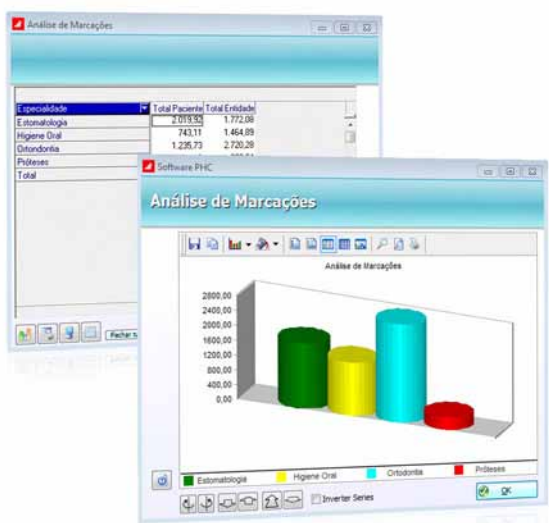 Análise de Marcações
Especialidade Total Paciente Total Entidade
Estomatologia 2.019,92 1.772,08
Higiene Oral 743,11 1.464,89
Ortondontia 1.235,73 2.720,28
Próteses
Total
Fechar
Software PHC
Análise de Marcações
Análise de Marcações
2800,00
2400,00
2000,00
1600,00
1200,00
800,00
400,00
0,00
Estomatologia Higiene Oral Ortodontia Próteses
Inverter Series
OK